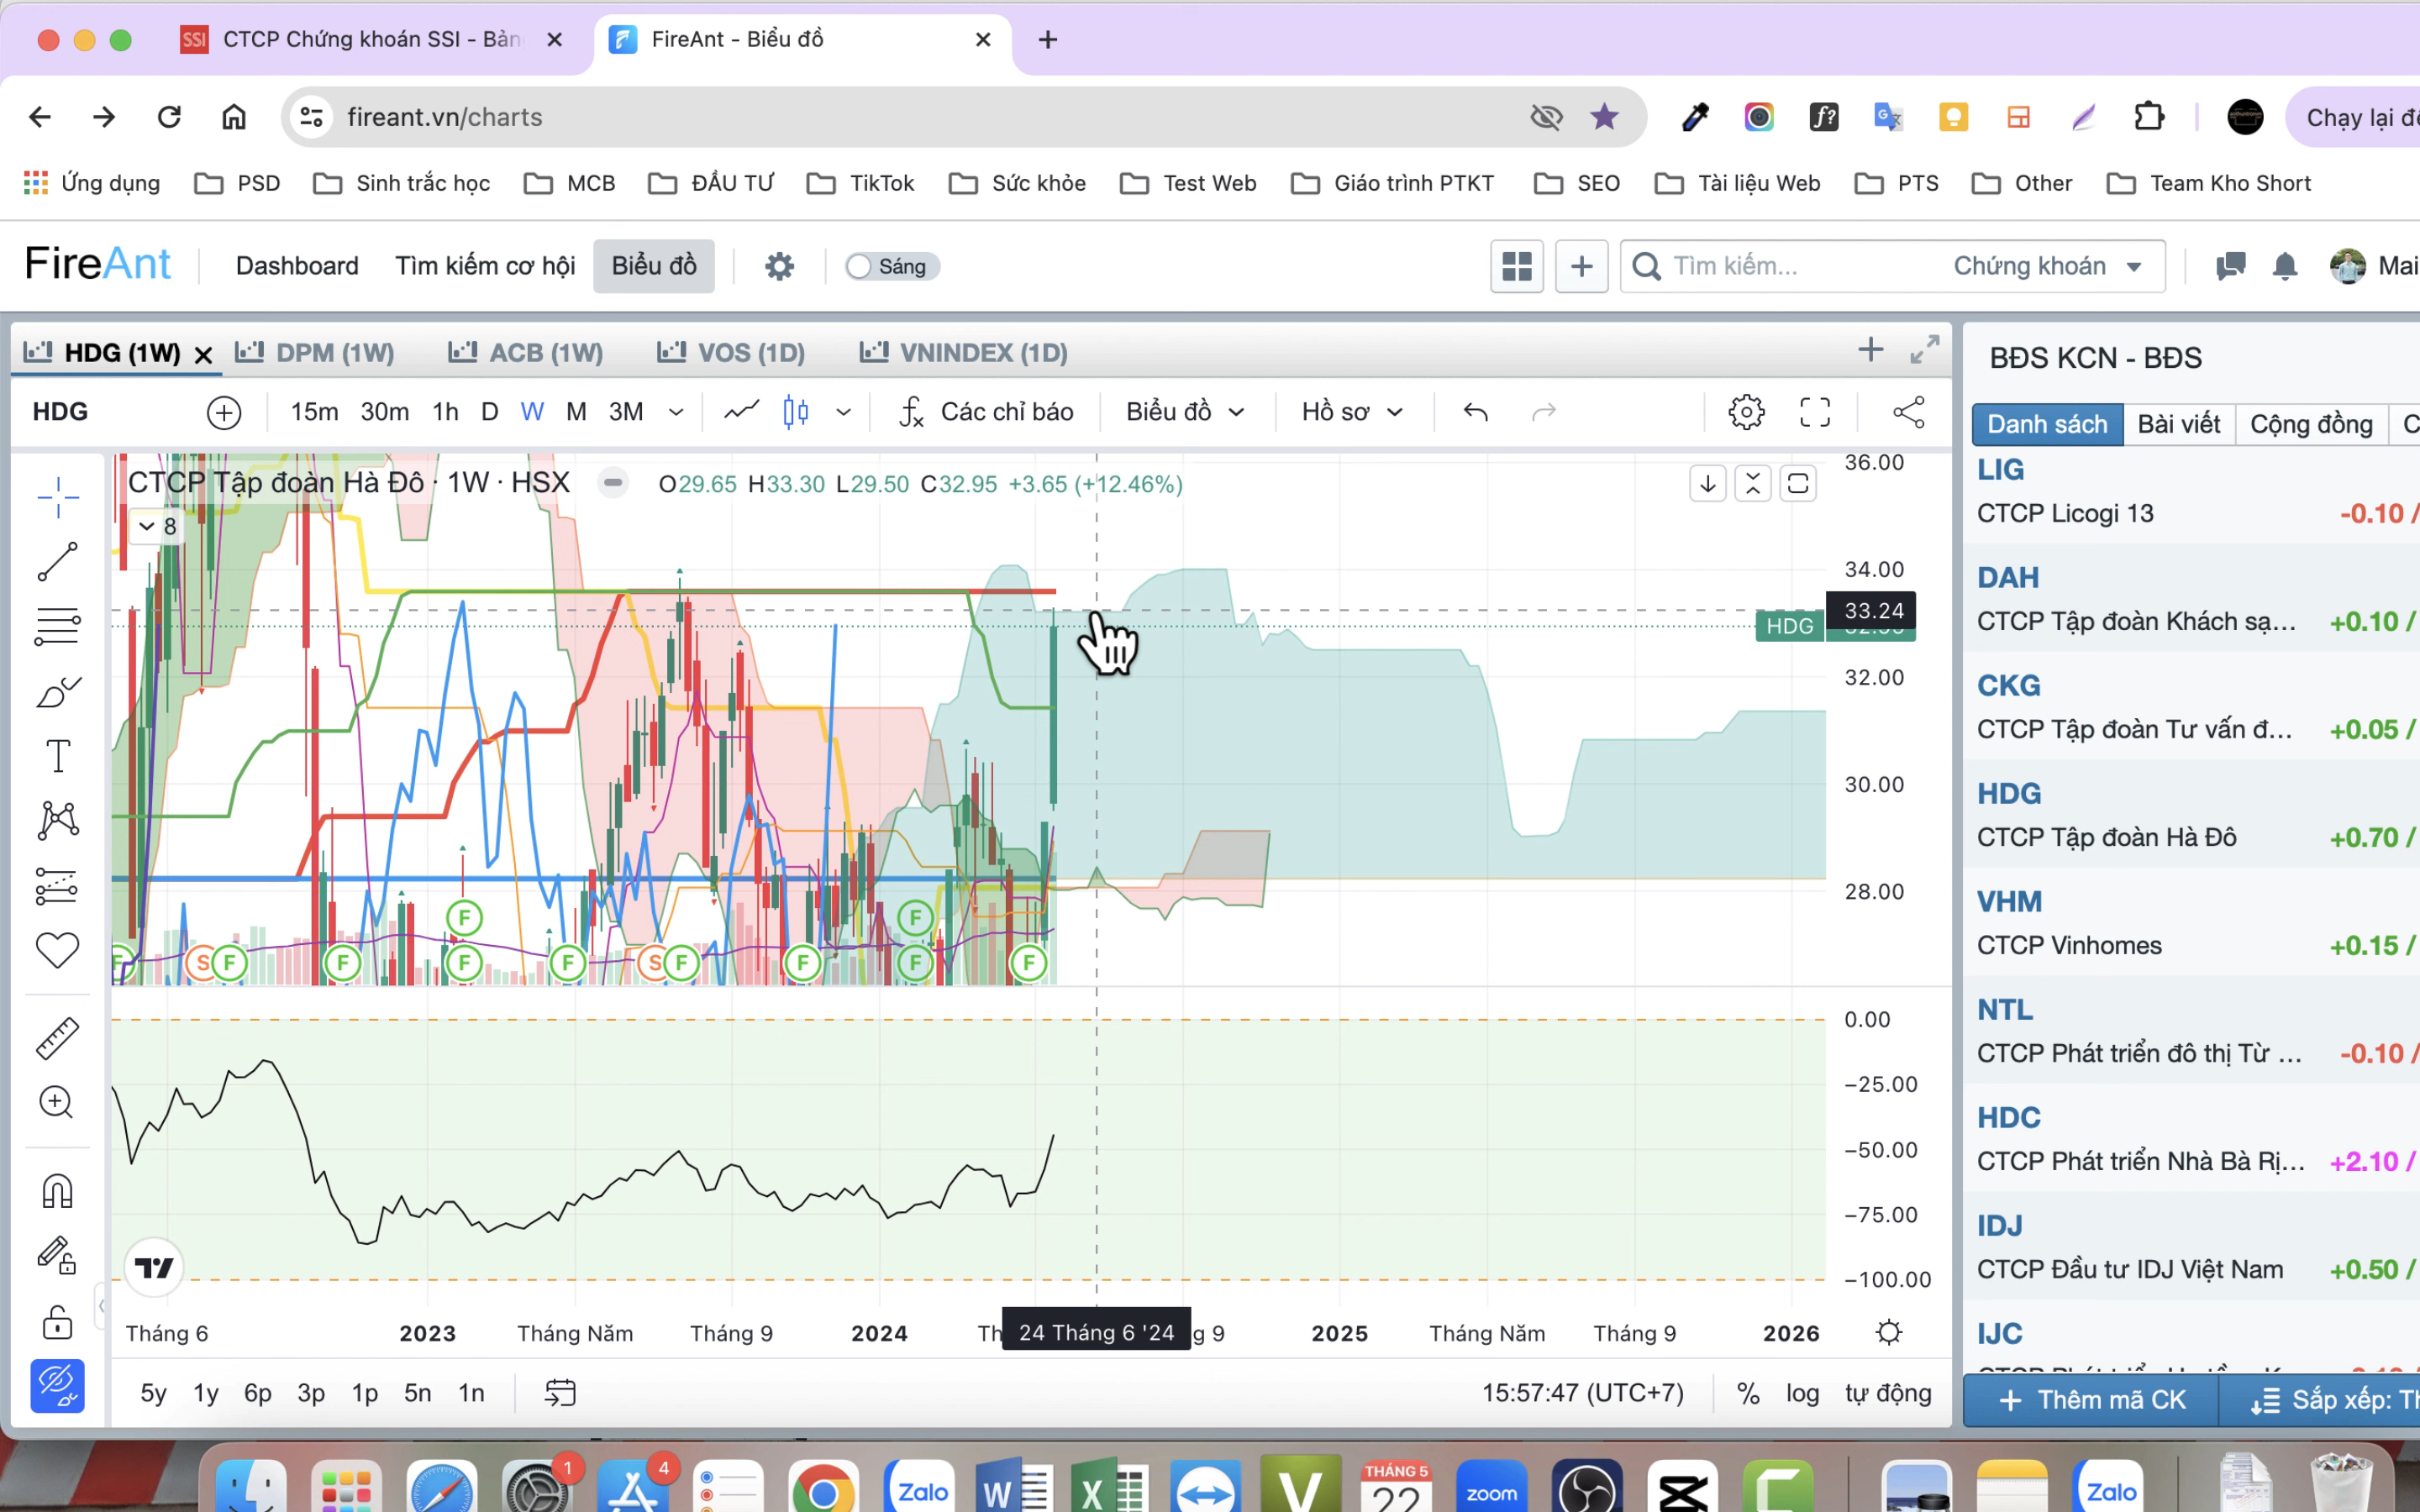 CTCP Chứng khoán SSI - Bản
FireAnt - Biểu đồ
fireant.vn/charts
Chạy lại để
Ứng dụng PSD Sinh trắc học MCB ĐẦU TƯ TikTok Sức khỏe Test Web Giáo trình PTKT SEO Tài liệu Web PTS Other Team Kho Short
FireAnt Dashboard Tìm kiếm cơ hội Biểu đồ Sáng Tìm kiếm... Chứng khoán Mai
HDG (1W) DPM (1W) ACB (1W) VOS (1D) VNINDEX (1D)
HDG 15m 30m 1h D W M 3M Các chỉ báo Biểu đồ Hồ sơ
CTCP Tập đoàn Hà Đô · 1W · HSX O29.65 H33.30 L29.50 C32.95 +3.65 (+12.46%)
8
36.00
34.00
33.24
HDG
32.00
30.00
28.00
F S F F F F F S F F F F F
0.00
−25.00
−50.00
−75.00
−100.00
Tháng 6 2023 Tháng Năm Tháng 9 2024 Th 24 Tháng 6 '24 g 9 2025 Tháng Năm Tháng 9 2026
5y 1y 6p 3p 1p 5n 1n 15:57:47 (UTC+7) % log tự động
BĐS KCN - BĐS
Danh sách Bài viết Cộng đồng C
LIG
CTCP Licogi 13 -0.10 /
DAH
CTCP Tập đoàn Khách sạ... +0.10 /
CKG
CTCP Tập đoàn Tư vấn đ... +0.05 /
HDG
CTCP Tập đoàn Hà Đô +0.70 /
VHM
CTCP Vinhomes +0.15 /
NTL
CTCP Phát triển đô thị Từ ... -0.10 /
HDC
CTCP Phát triển Nhà Bà Rị... +2.10 /
IDJ
CTCP Đầu tư IDJ Việt Nam +0.50 /
IJC
Thêm mã CK Sắp xếp: Th
1
4
Zalo
W
X
V
THÁNG 5
22
zoom
C
Zalo